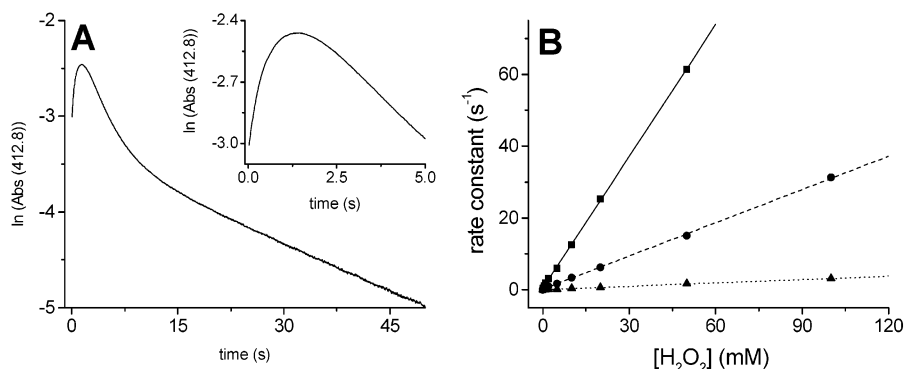 A
ln (Abs (412.8))
-2
-3
-4
-5
0
15
30
45
time (s)
ln (Abs (412.8))
-2.4
-2.7
-3.0
0.0
2.5
5.0
time (s)
B
rate constant (s⁻¹)
60
40
20
0
0
30
60
90
120
[H₂O₂] (mM)